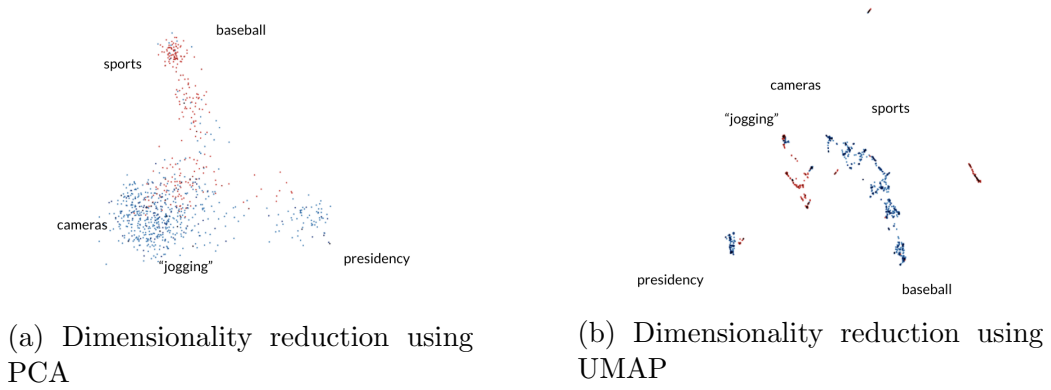 baseball
sports
cameras
"jogging"
presidency
(a) Dimensionality reduction using
PCA
cameras
sports
"jogging"
presidency
baseball
(b) Dimensionality reduction using
UMAP